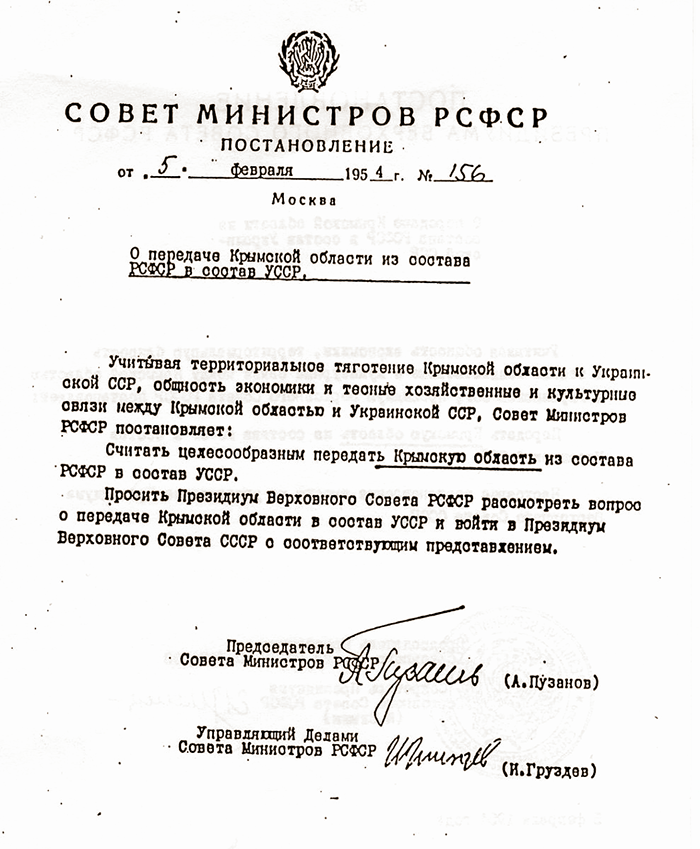 СОВЕТ МИНИСТРОВ РСФСР
ПОСТАНОВЛЕНИЕ
от „ 5 " февраля 1954 г. № 156
Москва
О передаче Крымской области из состава
РСФСР в состав УССР.
Учитывая территориальное тяготение Крымской области к Украин-
ской ССР, общность экономики и тесные хозяйственные и культурные
связи между Крымской областью и Украинской ССР, Совет Министров
РСФСР постановляет:
Считать целесообразным передать Крымскую область из состава
РСФСР в состав УССР.
Просить Президиум Верховного Совета РСФСР рассмотреть вопрос
о передаче Крымской области в состав УССР и войти в Президиум
Верховного Совета СССР с соответствующим представлением.
Председатель
Совета Министров РСФСР
(А.Пузанов)
Управляющий Делами
Совета Министров РСФСР
(И.Груздев)